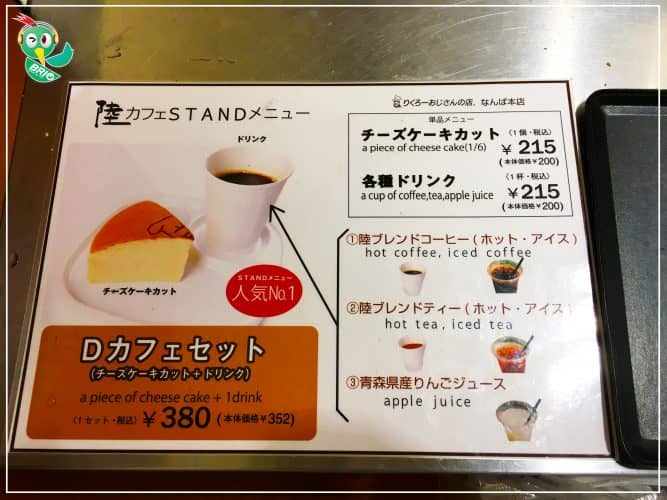 BRIO
陸カフェSTANDメニュー
ドリンク
チーズケーキカット
STANDメニュー
人気No.1
Dカフェセット
(チーズケーキカット+ドリンク)
a piece of cheese cake + 1drink
(1セット・税込) ¥380 (本体価格¥352)
りくろーおじさんの店、なんば本店
単品メニュー
チーズケーキカット (1個・税込)
a piece of cheese cake(1/6) ¥215
(本体価格¥200)
各種ドリンク (1杯・税込)
a cup of coffee,tea,apple juice ¥215
(本体価格¥200)
①陸ブレンドコーヒー(ホット・アイス)
hot coffee, iced coffee
②陸ブレンドティー(ホット・アイス)
hot tea, iced tea
③青森県産りんごジュース
apple juice